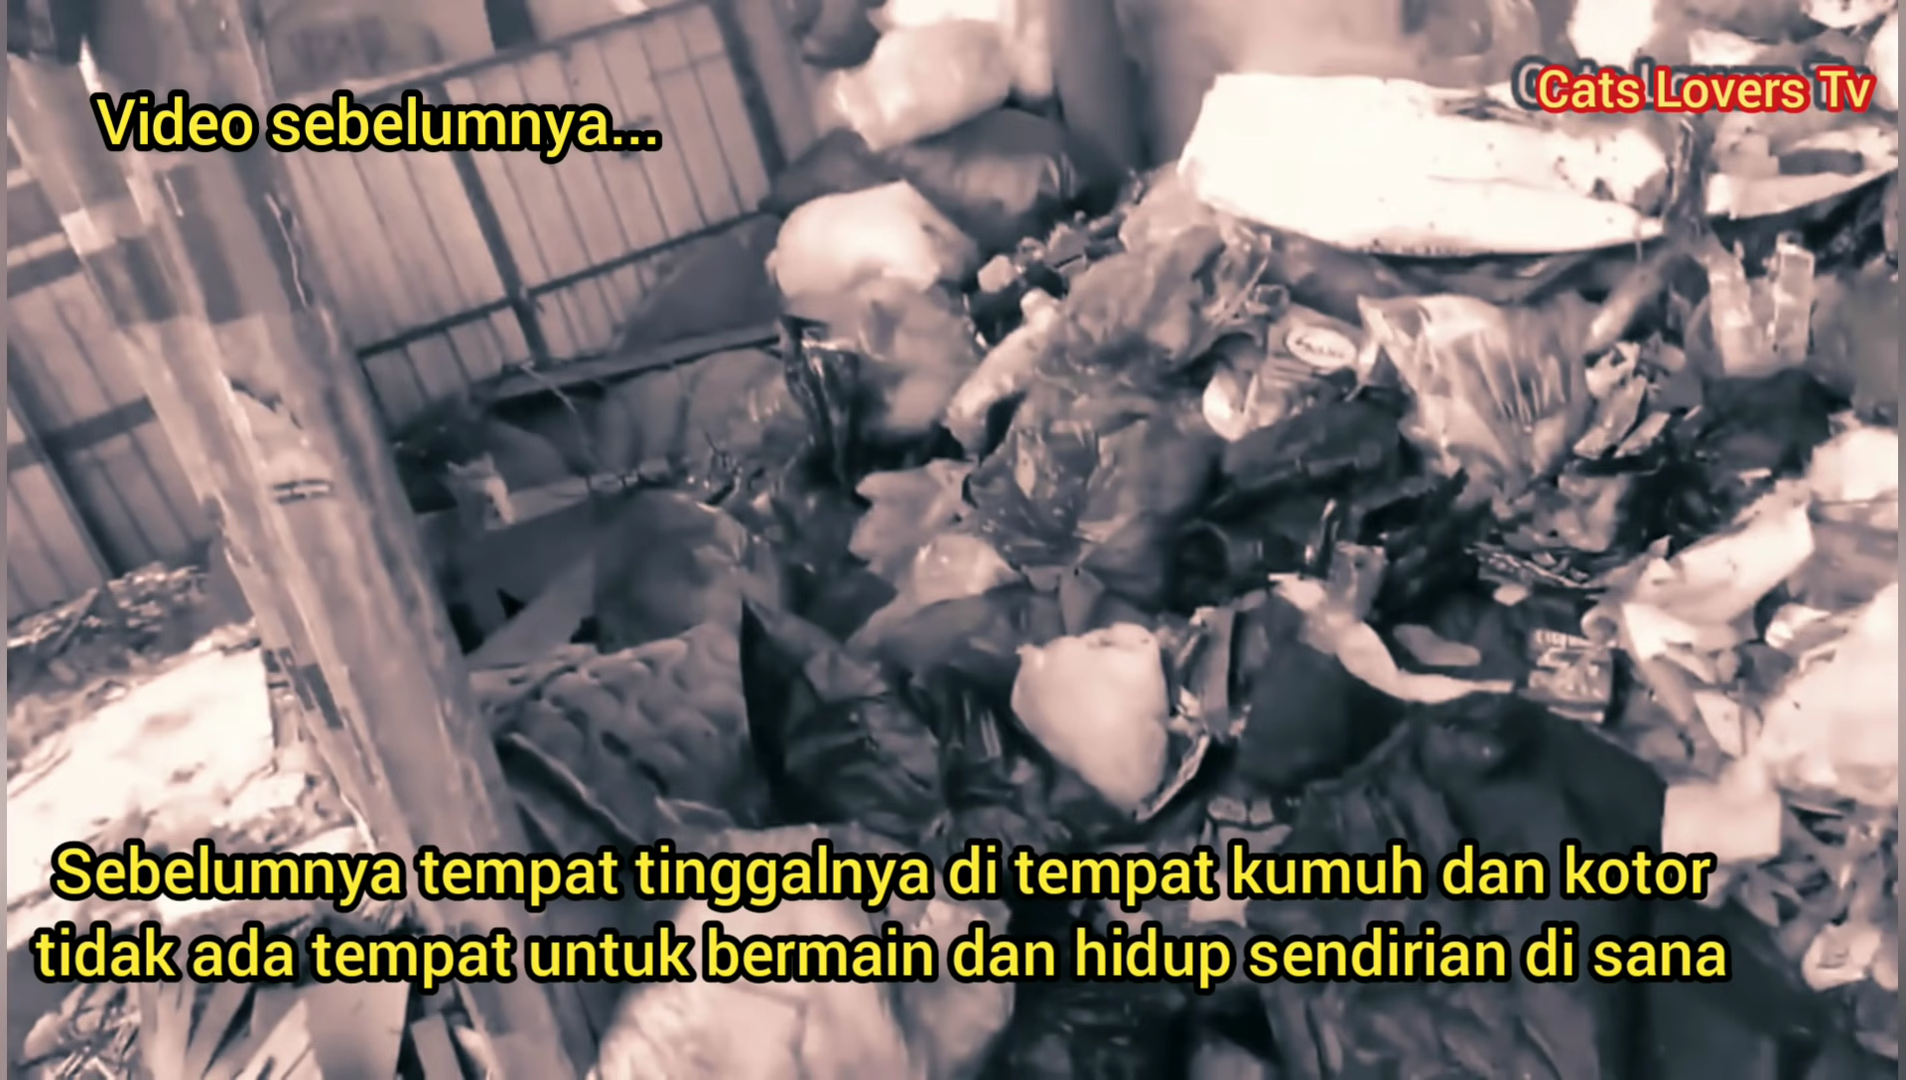 Video sebelumnya...
Cats Lovers Tv
Sebelumnya tempat tinggalnya di tempat kumuh dan kotor
tidak ada tempat untuk bermain dan hidup sendirian di sana